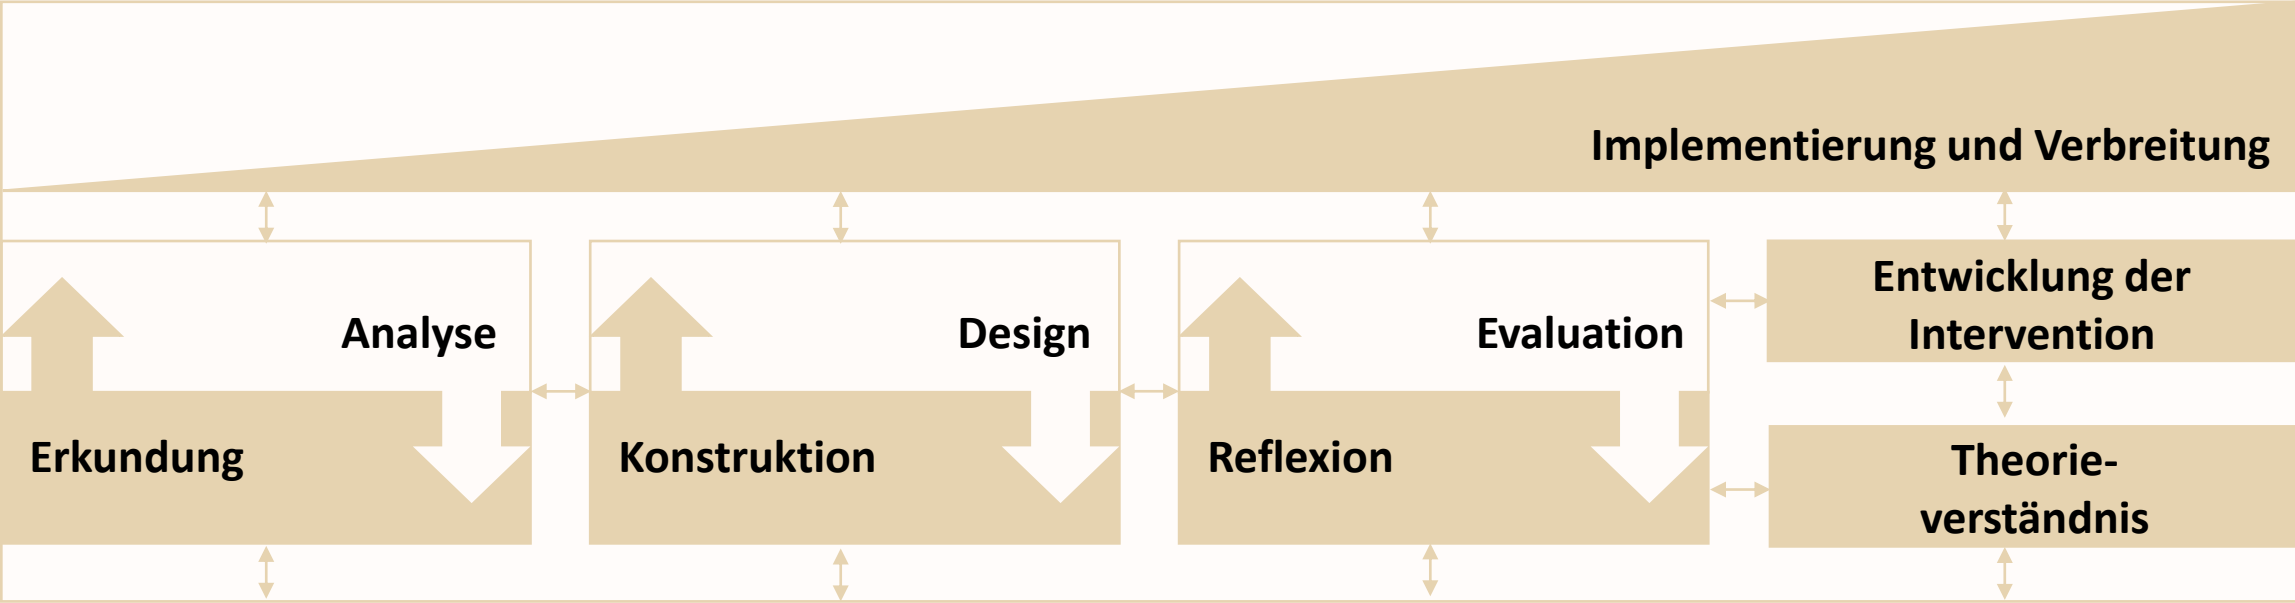 Implementierung und Verbreitung
Analyse
Erkundung
Design
Konstruktion
Evaluation
Reflexion
Entwicklung der
Intervention
Theorie-
verständnis